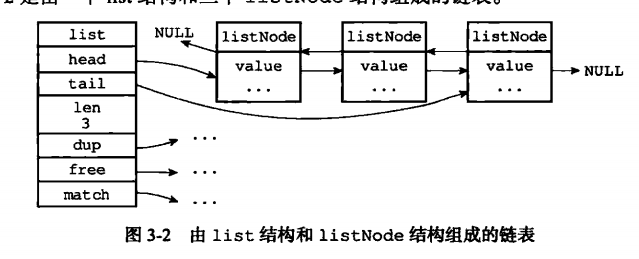 2 是由一个 list 结构和三个 listNode 结构组成的链表。
list
NULL
listNode
listNode
listNode
head
value
value
value
NULL
...
...
...
tail
len
3
dup
...
free
...
match
...
图 3-2 由 list 结构和 listNode 结构组成的链表